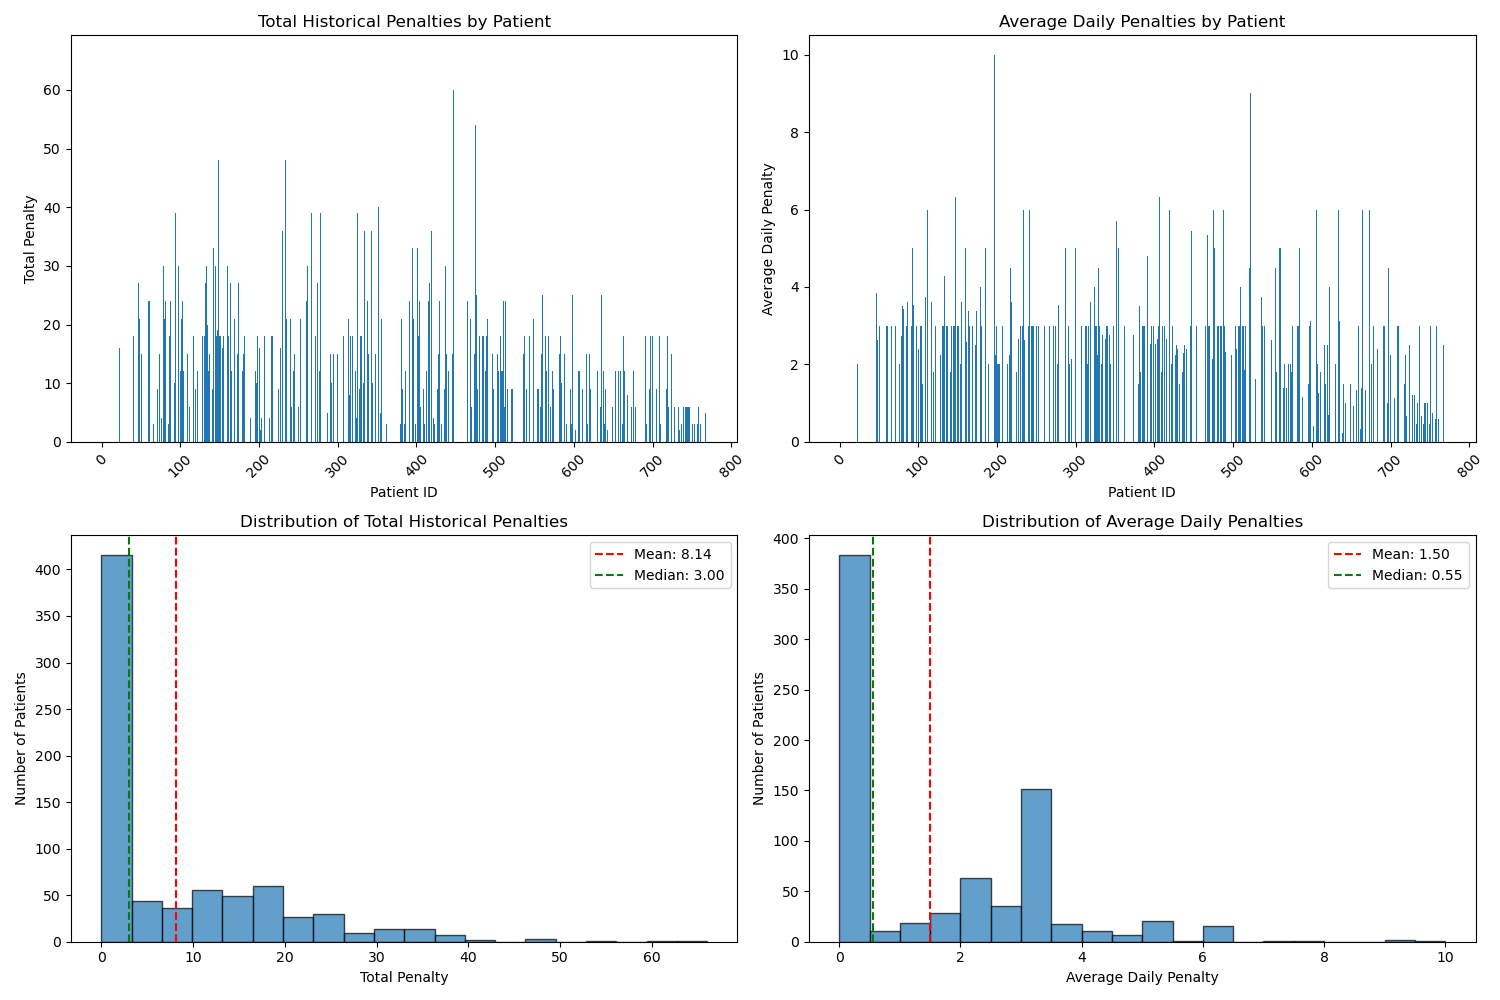 Total Historical Penalties by Patient
Total Penalty
60
50
40
30
20
10
0
0 100 200 300 400 500 600 700 800
Patient ID
Average Daily Penalties by Patient
Average Daily Penalty
10
8
6
4
2
0
0 100 200 300 400 500 600 700 800
Patient ID
Distribution of Total Historical Penalties
Number of Patients
400
350
300
250
200
150
100
50
0
Mean: 8.14
Median: 3.00
0 10 20 30 40 50 60
Total Penalty
Distribution of Average Daily Penalties
Number of Patients
400
350
300
250
200
150
100
50
0
Mean: 1.50
Median: 0.55
0 2 4 6 8 10
Average Daily Penalty